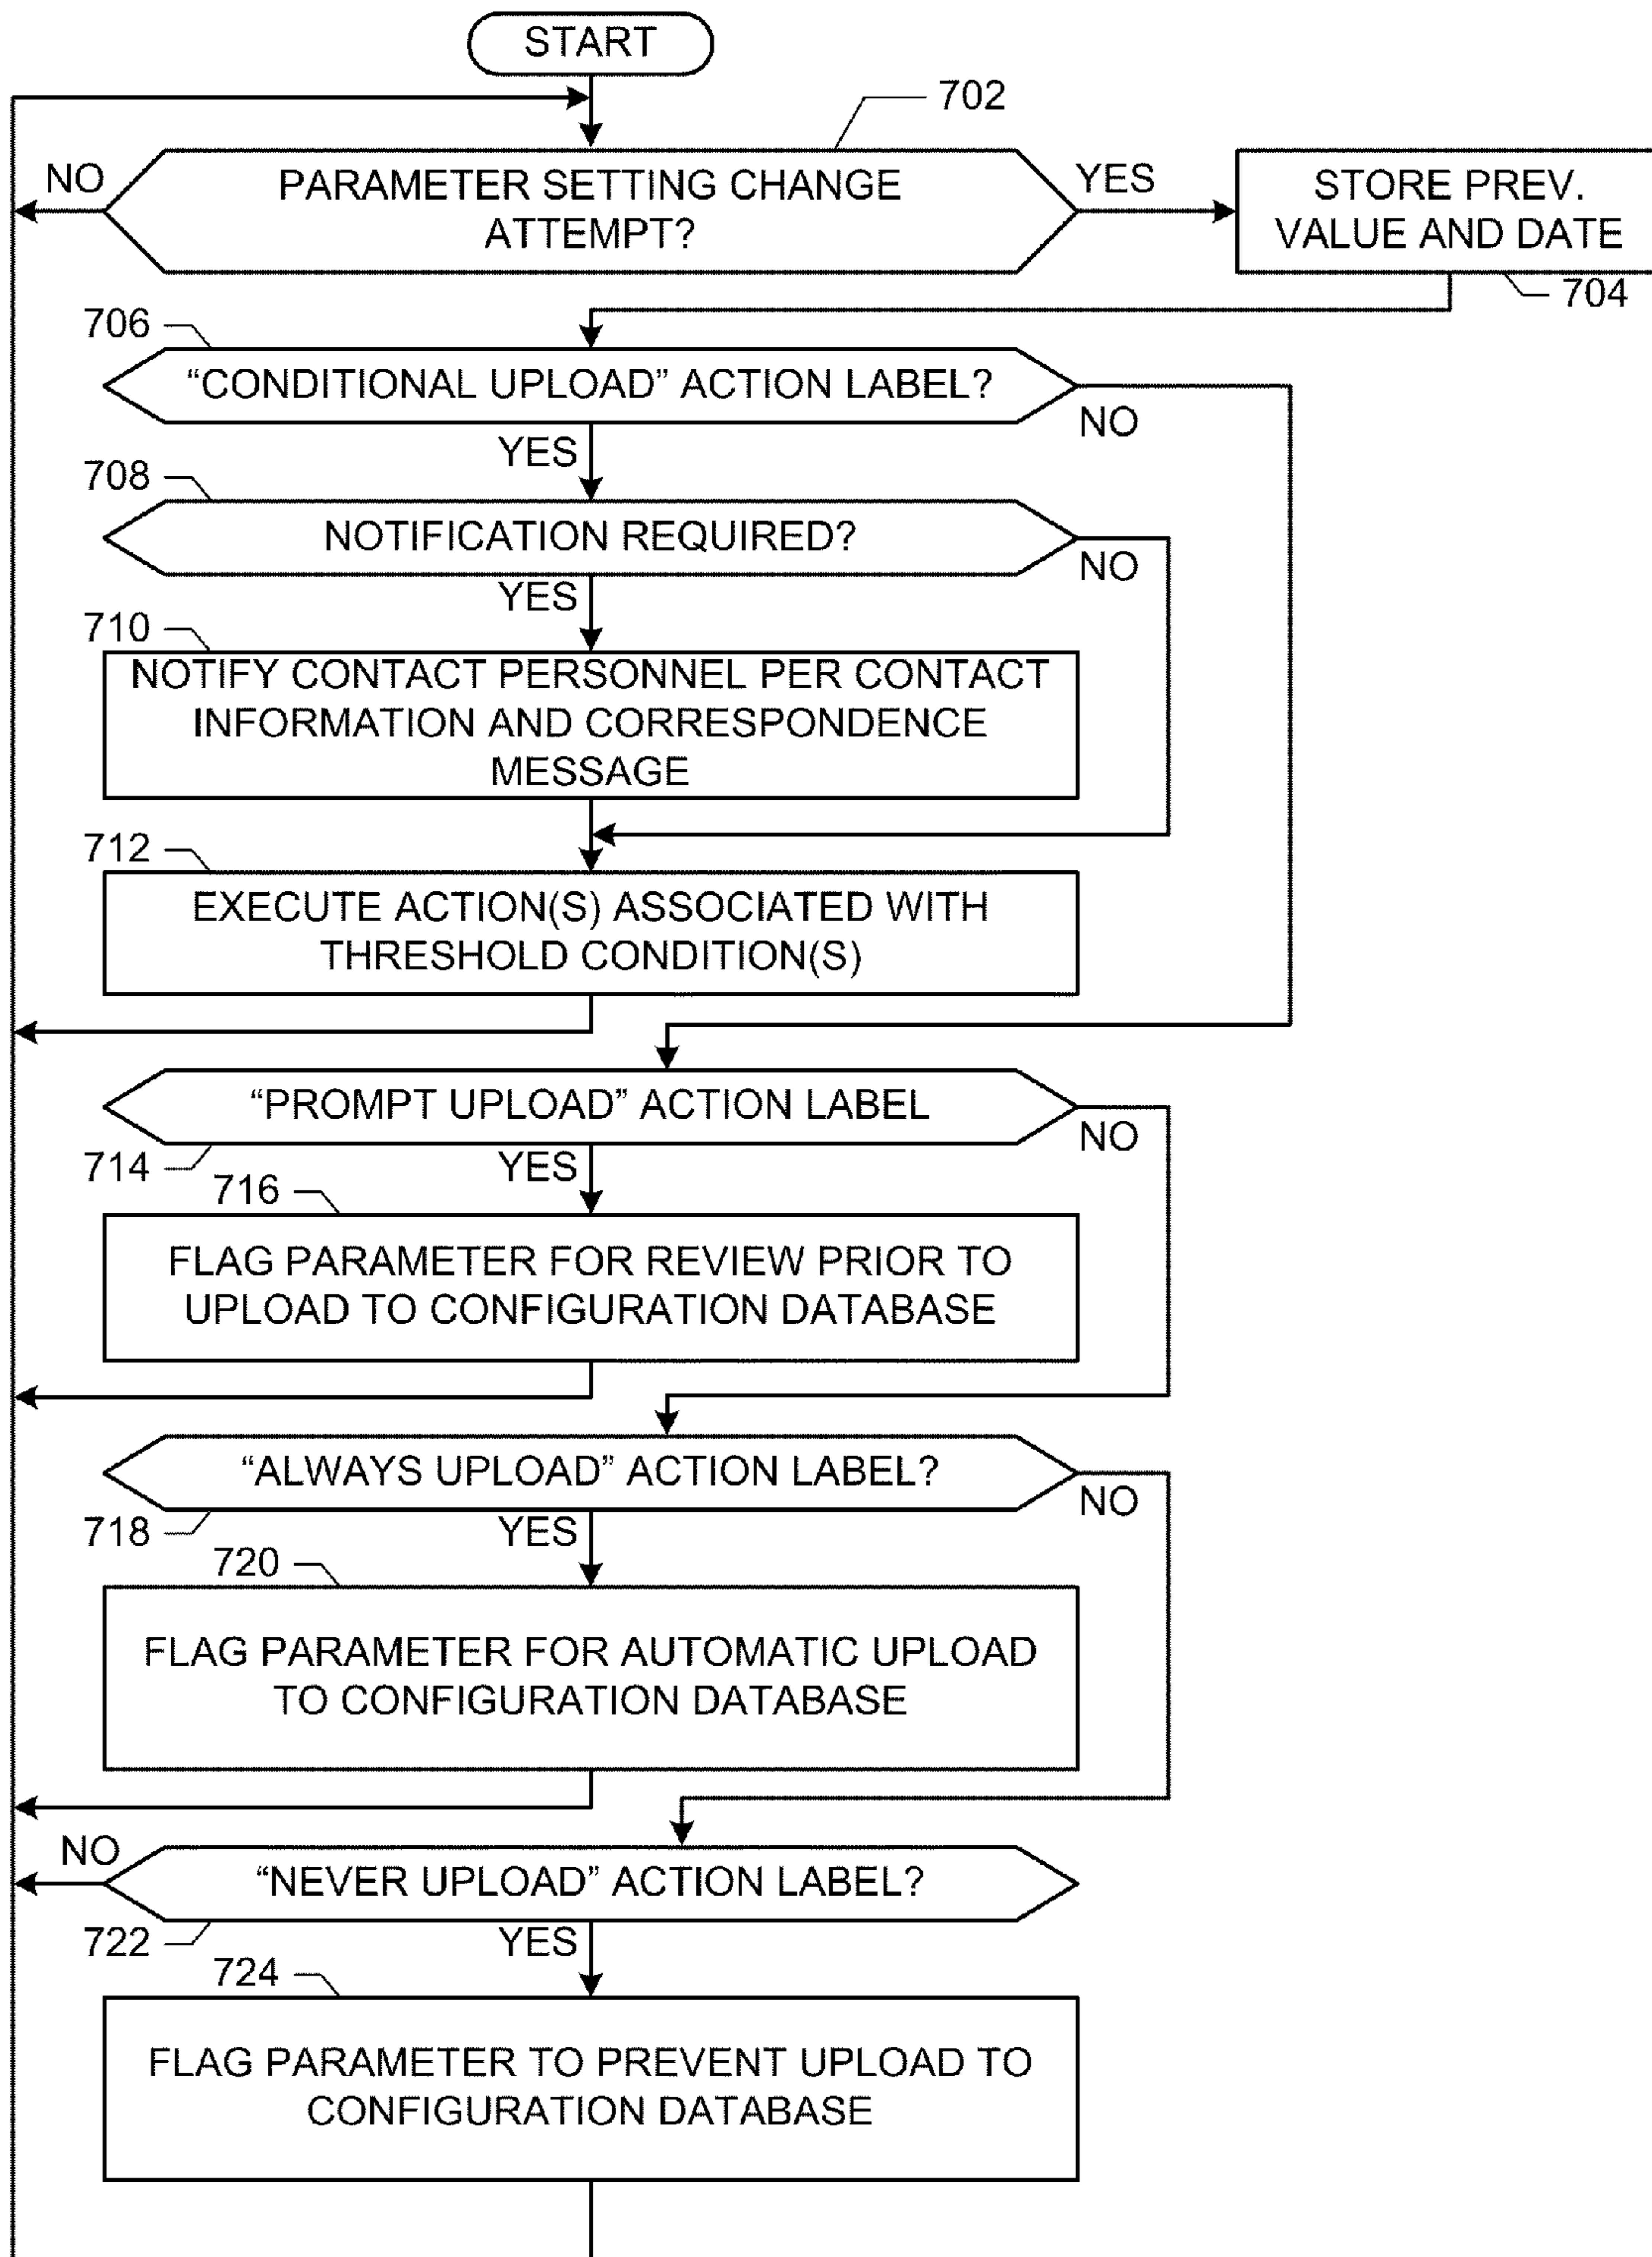 START
702
NO
PARAMETER SETTING CHANGE
ATTEMPT?
YES
STORE PREV.
VALUE AND DATE
704
706
“CONDITIONAL UPLOAD” ACTION LABEL?
NO
YES
708
NOTIFICATION REQUIRED?
NO
YES
710
NOTIFY CONTACT PERSONNEL PER CONTACT
INFORMATION AND CORRESPONDENCE
MESSAGE
712
EXECUTE ACTION(S) ASSOCIATED WITH
THRESHOLD CONDITION(S)
“PROMPT UPLOAD” ACTION LABEL
NO
714
YES
716
FLAG PARAMETER FOR REVIEW PRIOR TO
UPLOAD TO CONFIGURATION DATABASE
“ALWAYS UPLOAD” ACTION LABEL?
NO
718
YES
720
FLAG PARAMETER FOR AUTOMATIC UPLOAD
TO CONFIGURATION DATABASE
NO
“NEVER UPLOAD” ACTION LABEL?
722
YES
724
FLAG PARAMETER TO PREVENT UPLOAD TO
CONFIGURATION DATABASE